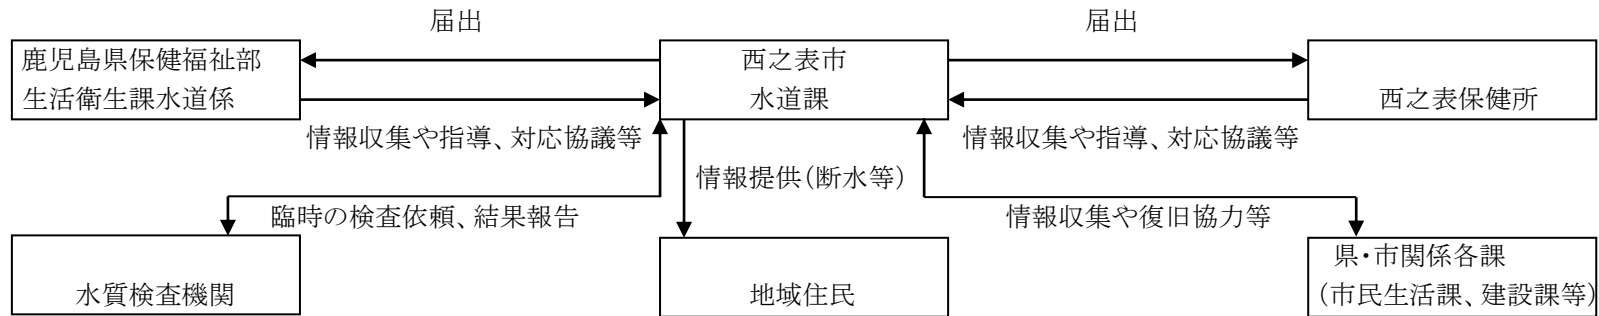 届出
届出
鹿児島県保健福祉部
生活衛生課水道係
西之表市
水道課
西之表保健所
情報収集や指導、対応協議等
情報収集や指導、対応協議等
情報提供(断水等)
臨時の検査依頼、結果報告
情報収集や復旧協力等
水質検査機関
地域住民
県・市関係各課
(市民生活課、建設課等)